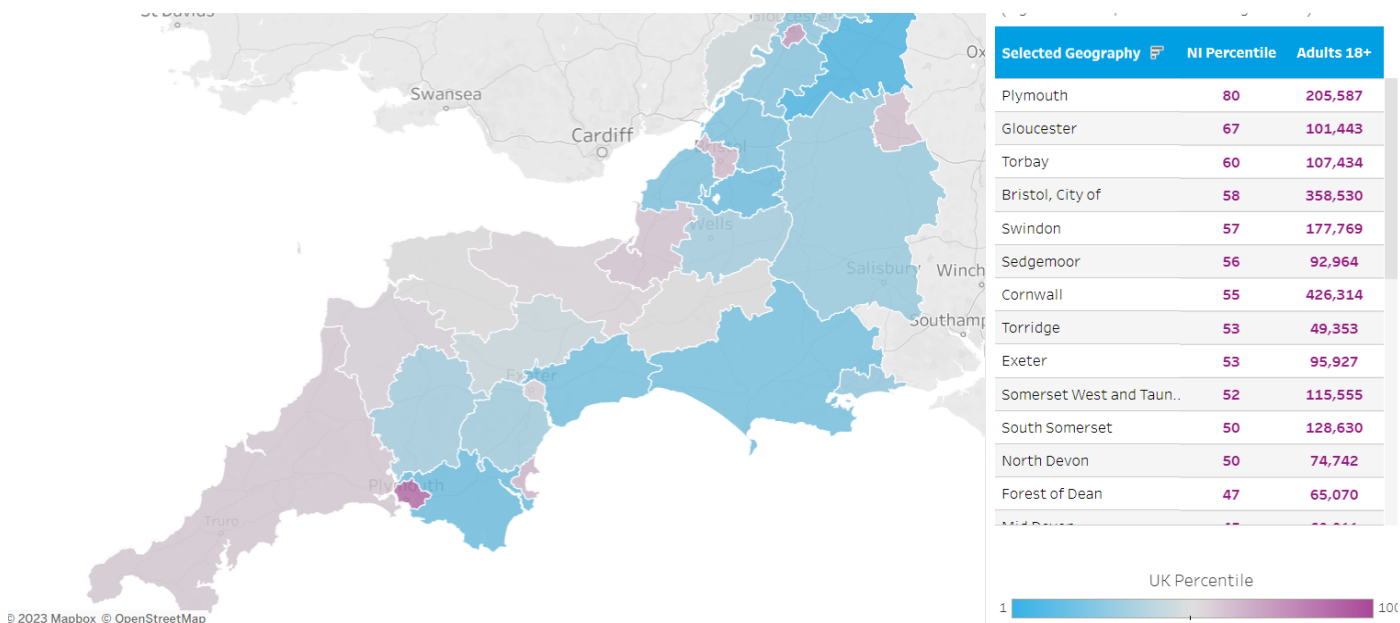 St Davids
Swansea
Cardiff
Gloucester
Bristol
Wells
Salisbury
Exeter
Plymouth
Truro
© 2023 Mapbox © OpenStreetMap
Selected Geography NI Percentile Adults 18+
Plymouth 80 205,587
Gloucester 67 101,443
Torbay 60 107,434
Bristol, City of 58 358,530
Swindon 57 177,769
Sedgemoor 56 92,964
Cornwall 55 426,314
Torridge 53 49,353
Exeter 53 95,927
Somerset West and Taun.. 52 115,555
South Somerset 50 128,630
North Devon 50 74,742
Forest of Dean 47 65,070
Mid Devon
UK Percentile
1 100